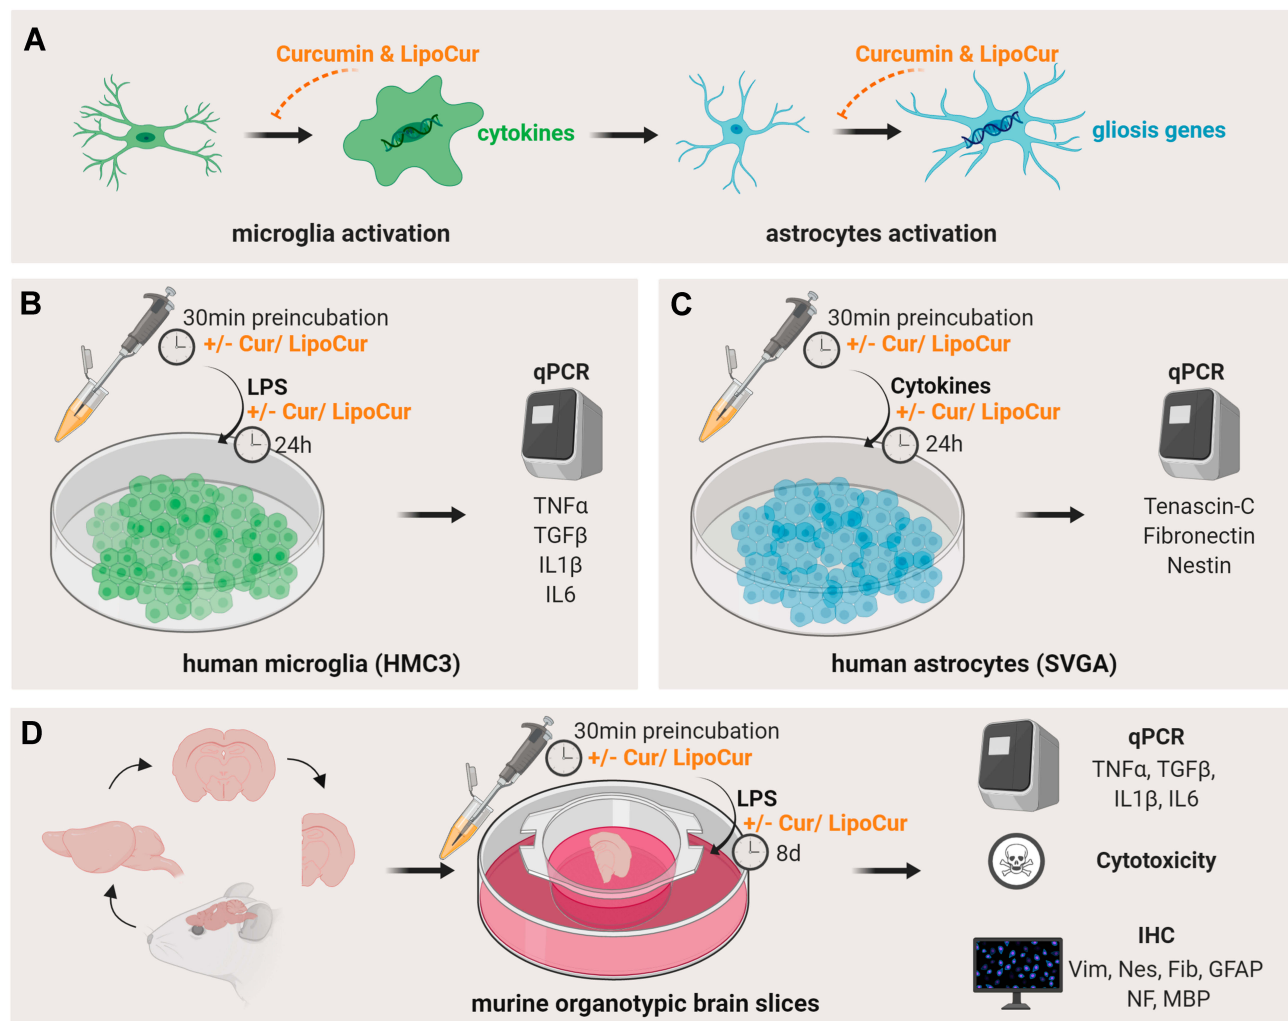 A
Curcumin & LipoCur
Curcumin & LipoCur
cytokines
gliosis genes
microglia activation
astrocytes activation
B
30min preincubation
+/- Cur/ LipoCur
LPS
+/- Cur/ LipoCur
24h
qPCR
TNFα
TGFβ
IL1β
IL6
human microglia (HMC3)
C
30min preincubation
+/- Cur/ LipoCur
Cytokines
+/- Cur/ LipoCur
24h
qPCR
Tenascin-C
Fibronectin
Nestin
human astrocytes (SVGA)
D
30min preincubation
+/- Cur/ LipoCur
LPS
+/- Cur/ LipoCur
8d
murine organotypic brain slices
qPCR
TNFα, TGFβ,
IL1β, IL6
Cytotoxicity
IHC
Vim, Nes, Fib, GFAP
NF, MBP